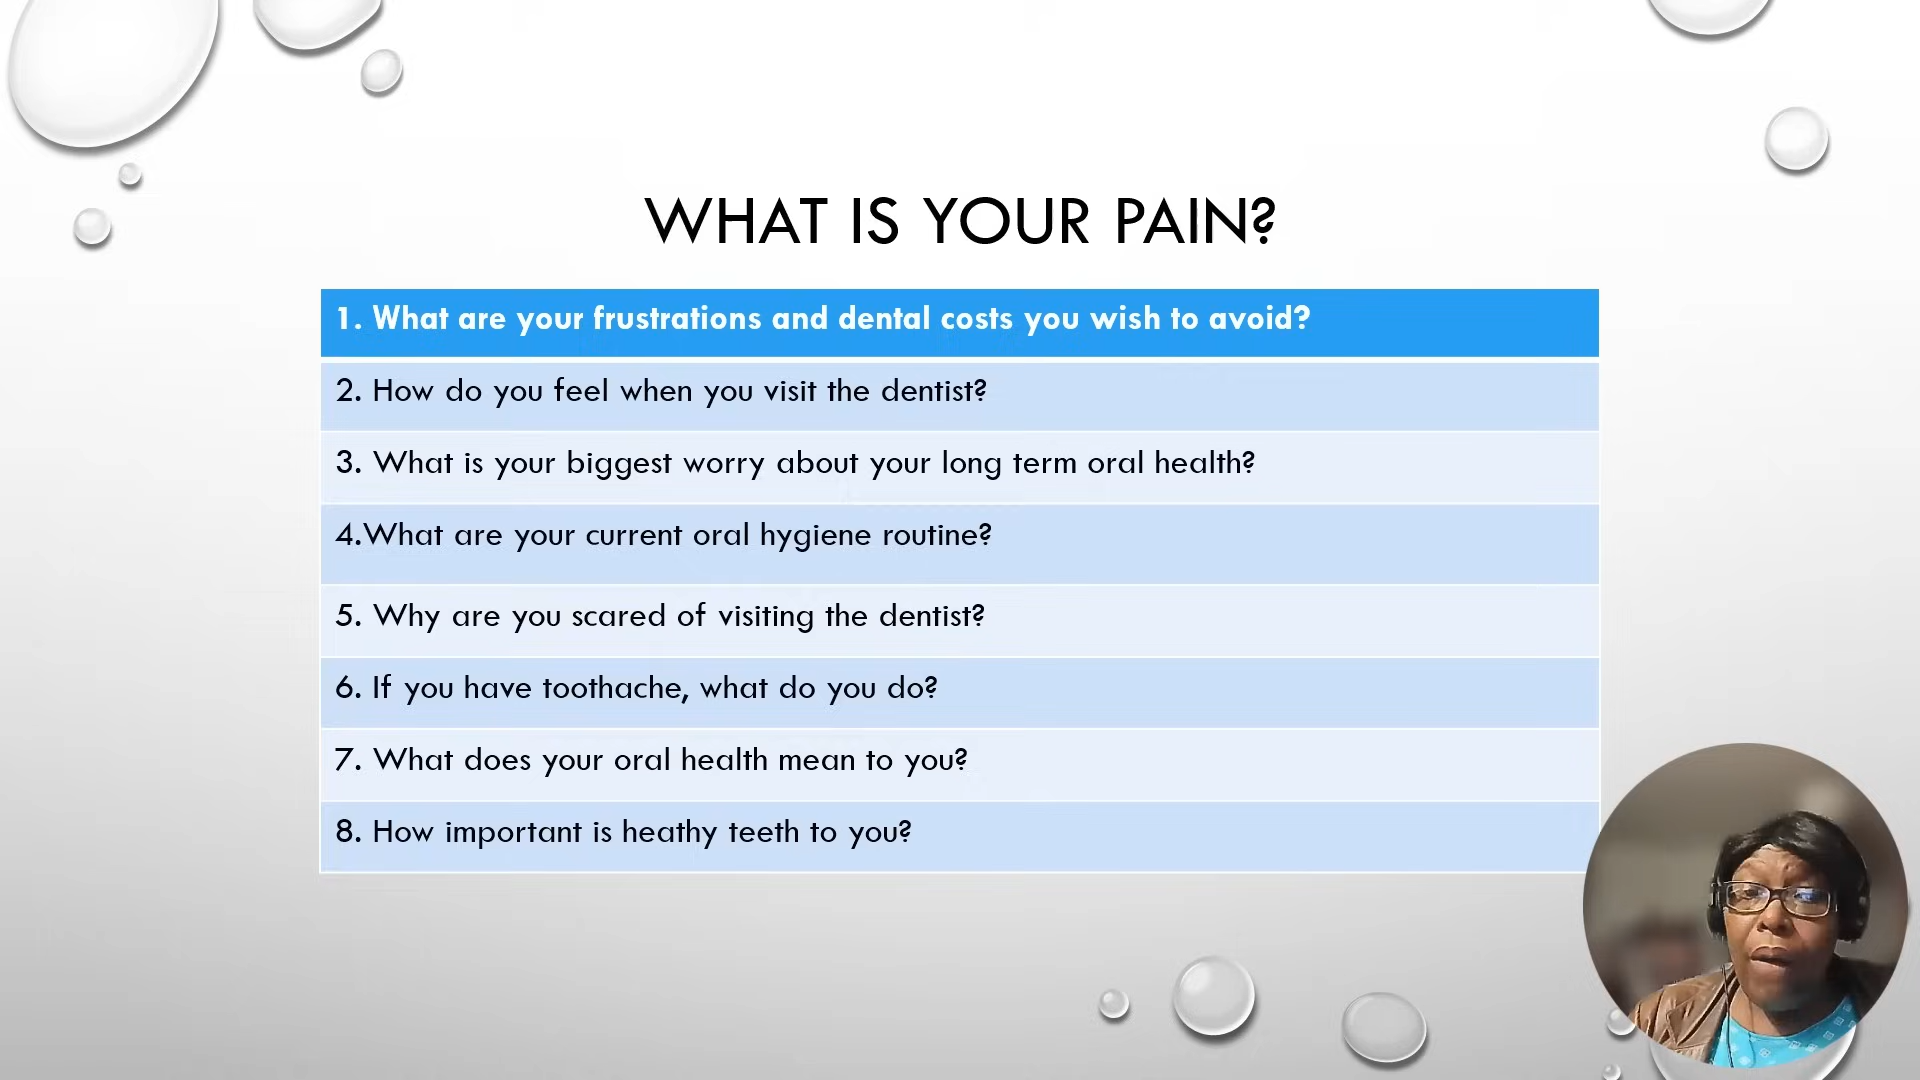 WHAT IS YOUR PAIN?
1. What are your frustrations and dental costs you wish to avoid?
2. How do you feel when you visit the dentist?
3. What is your biggest worry about your long term oral health?
4.What are your current oral hygiene routine?
5. Why are you scared of visiting the dentist?
6. If you have toothache, what do you do?
7. What does your oral health mean to you?
8. How important is heathy teeth to you?